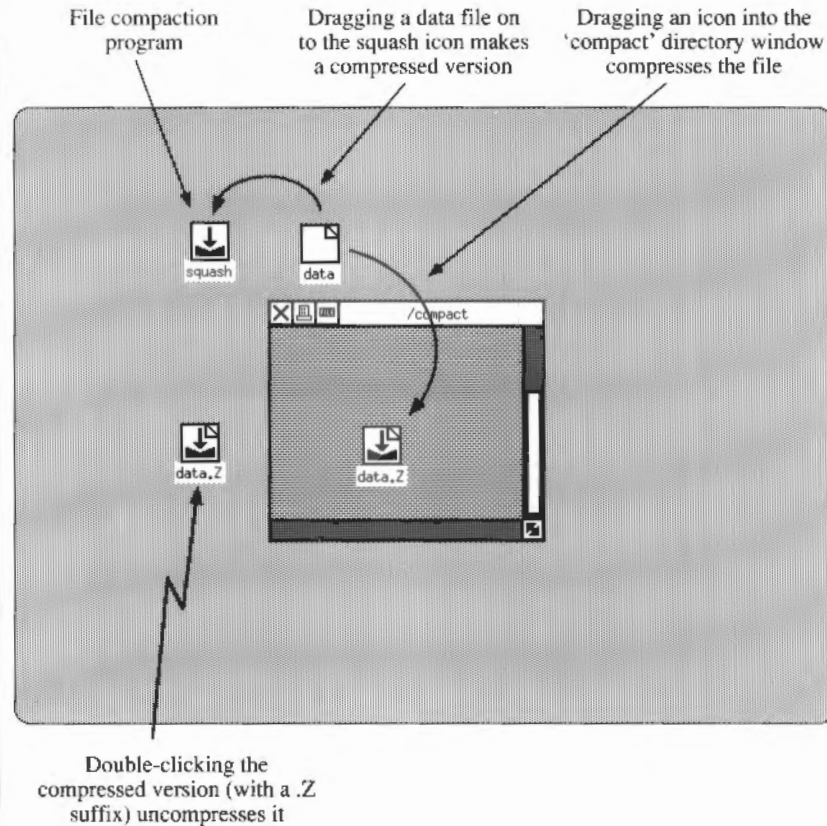 File compaction
program
Dragging a data file on
to the squash icon makes
a compressed version
Dragging an icon into the
‘compact’ directory window
compresses the file
squash
data
/compact
data.Z
data.Z
Double-clicking the
compressed version (with a .Z
suffix) uncompresses it